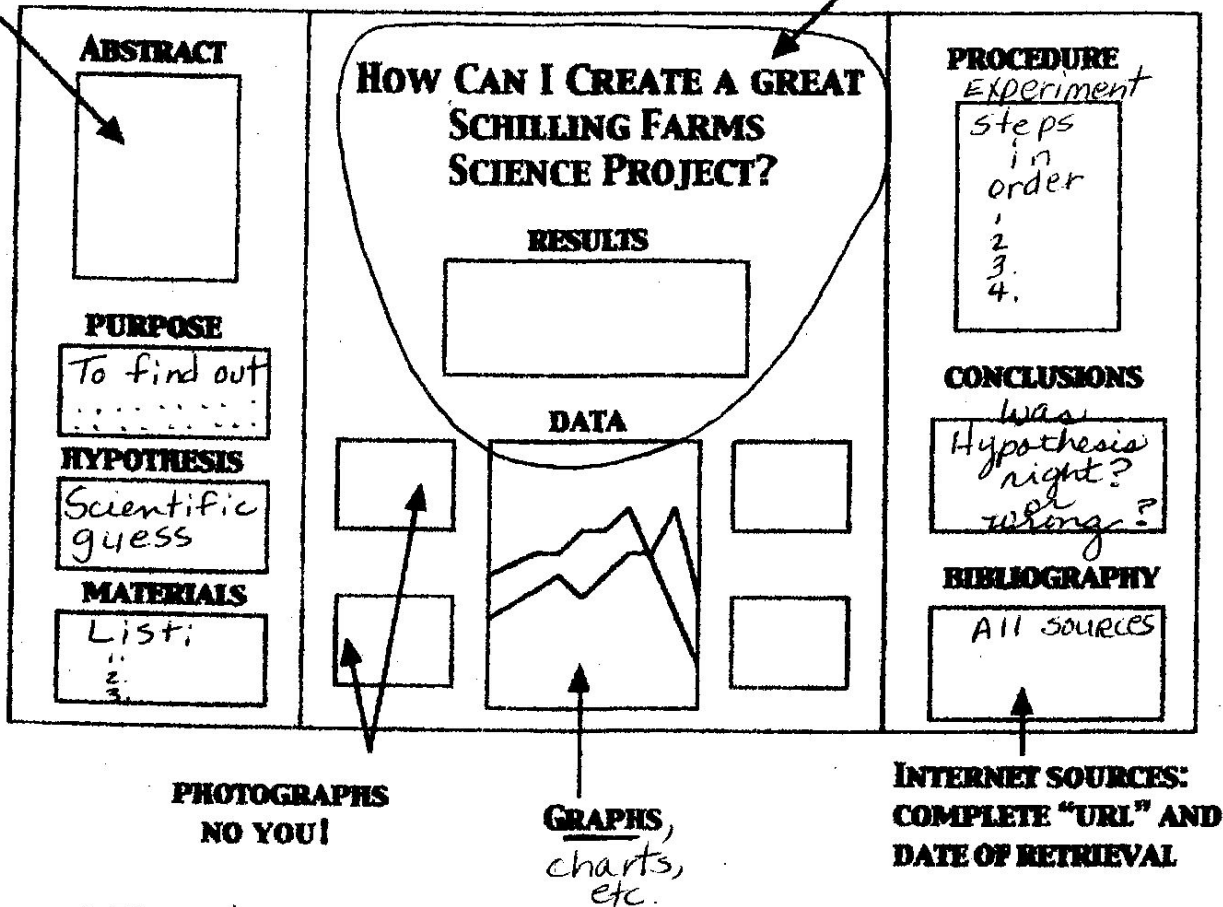 ABSTRACT
PURPOSE
To find out
HYPOTHESIS
Scientific
guess
MATERIALS
List:
1.
2.
3.
HOW CAN I CREATE A GREAT
SCHILLING FARMS
SCIENCE PROJECT?
RESULTS
DATA
PROCEDURE
Experiment
steps
in
order
1
2
3.
4.
CONCLUSIONS
was
Hypothesis
right?
or
wrong?
BIBLIOGRAPHY
All sources
PHOTOGRAPHS
NO YOU!
GRAPHS,
charts,
etc.
INTERNET SOURCES:
COMPLETE "URL" AND
DATE OF RETRIEVAL